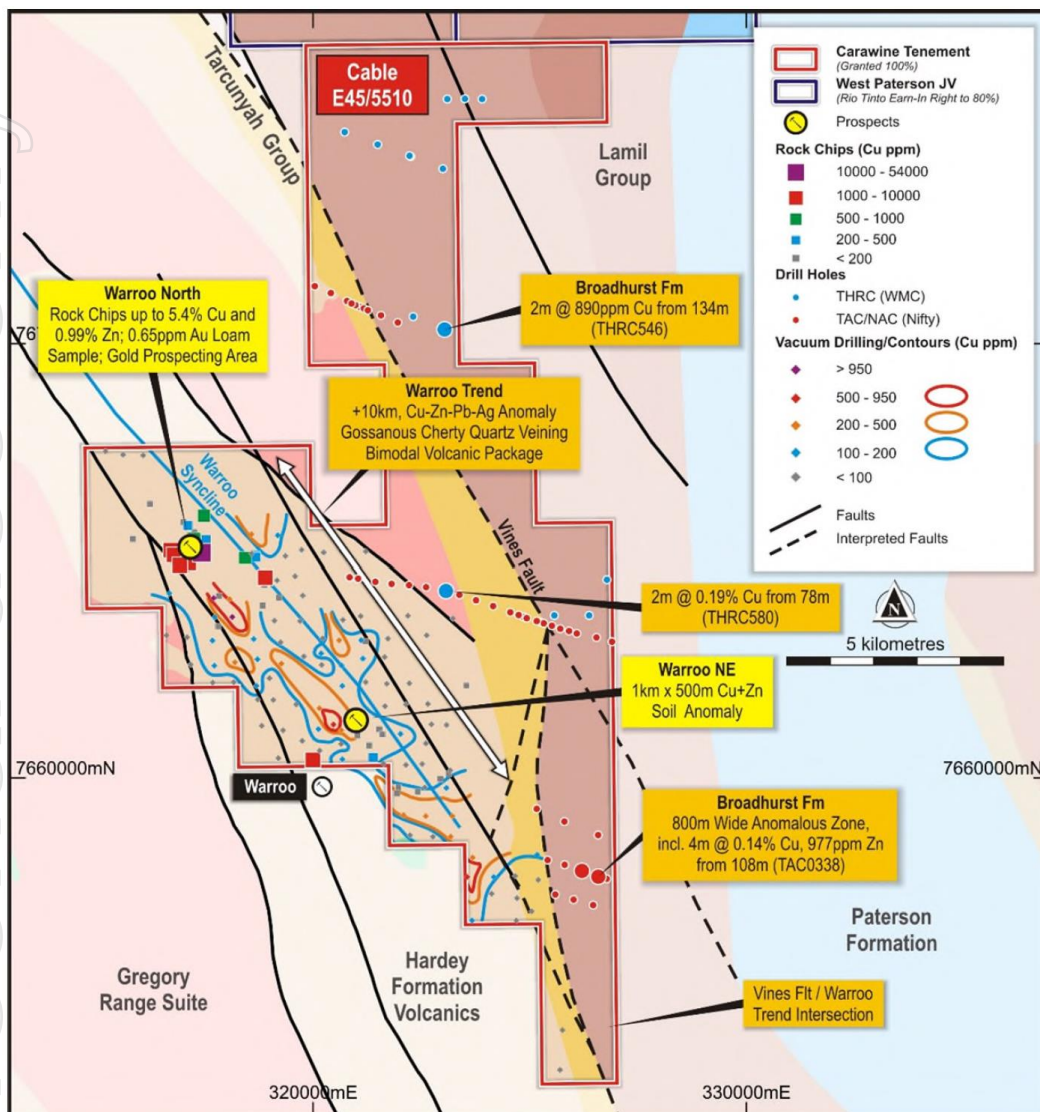 Cable
E45/5510
Tarcunyah Group
Lamil
Group
Carawine Tenement
(Granted 100%)
West Paterson JV
(Rio Tinto Earn-In Right to 80%)
Prospects
Rock Chips (Cu ppm)
10000 - 54000
1000 - 10000
500 - 1000
200 - 500
< 200
Drill Holes
THRC (WMC)
TAC/NAC (Nifty)
Vacuum Drilling/Contours (Cu ppm)
> 950
500 - 950
200 - 500
100 - 200
< 100
Faults
Interpreted Faults
Warroo North
Rock Chips up to 5.4% Cu and
0.99% Zn; 0.65ppm Au Loam
Sample; Gold Prospecting Area
Broadhurst Fm
2m @ 890ppm Cu from 134m
(THRC546)
Warroo Trend
+10km, Cu-Zn-Pb-Ag Anomaly
Gossanous Cherty Quartz Veining
Bimodal Volcanic Package
Warroo
Syncline
Vines Fault
2m @ 0.19% Cu from 78m
(THRC580)
N
5 kilometres
Warroo NE
1km x 500m Cu+Zn
Soil Anomaly
7660000mN
7660000mN
Warroo
Broadhurst Fm
800m Wide Anomalous Zone,
incl. 4m @ 0.14% Cu, 977ppm Zn
from 108m (TAC0338)
Paterson
Formation
Gregory
Range Suite
Hardey
Formation
Volcanics
Vines Flt / Warroo
Trend Intersection
320000mE
330000mE